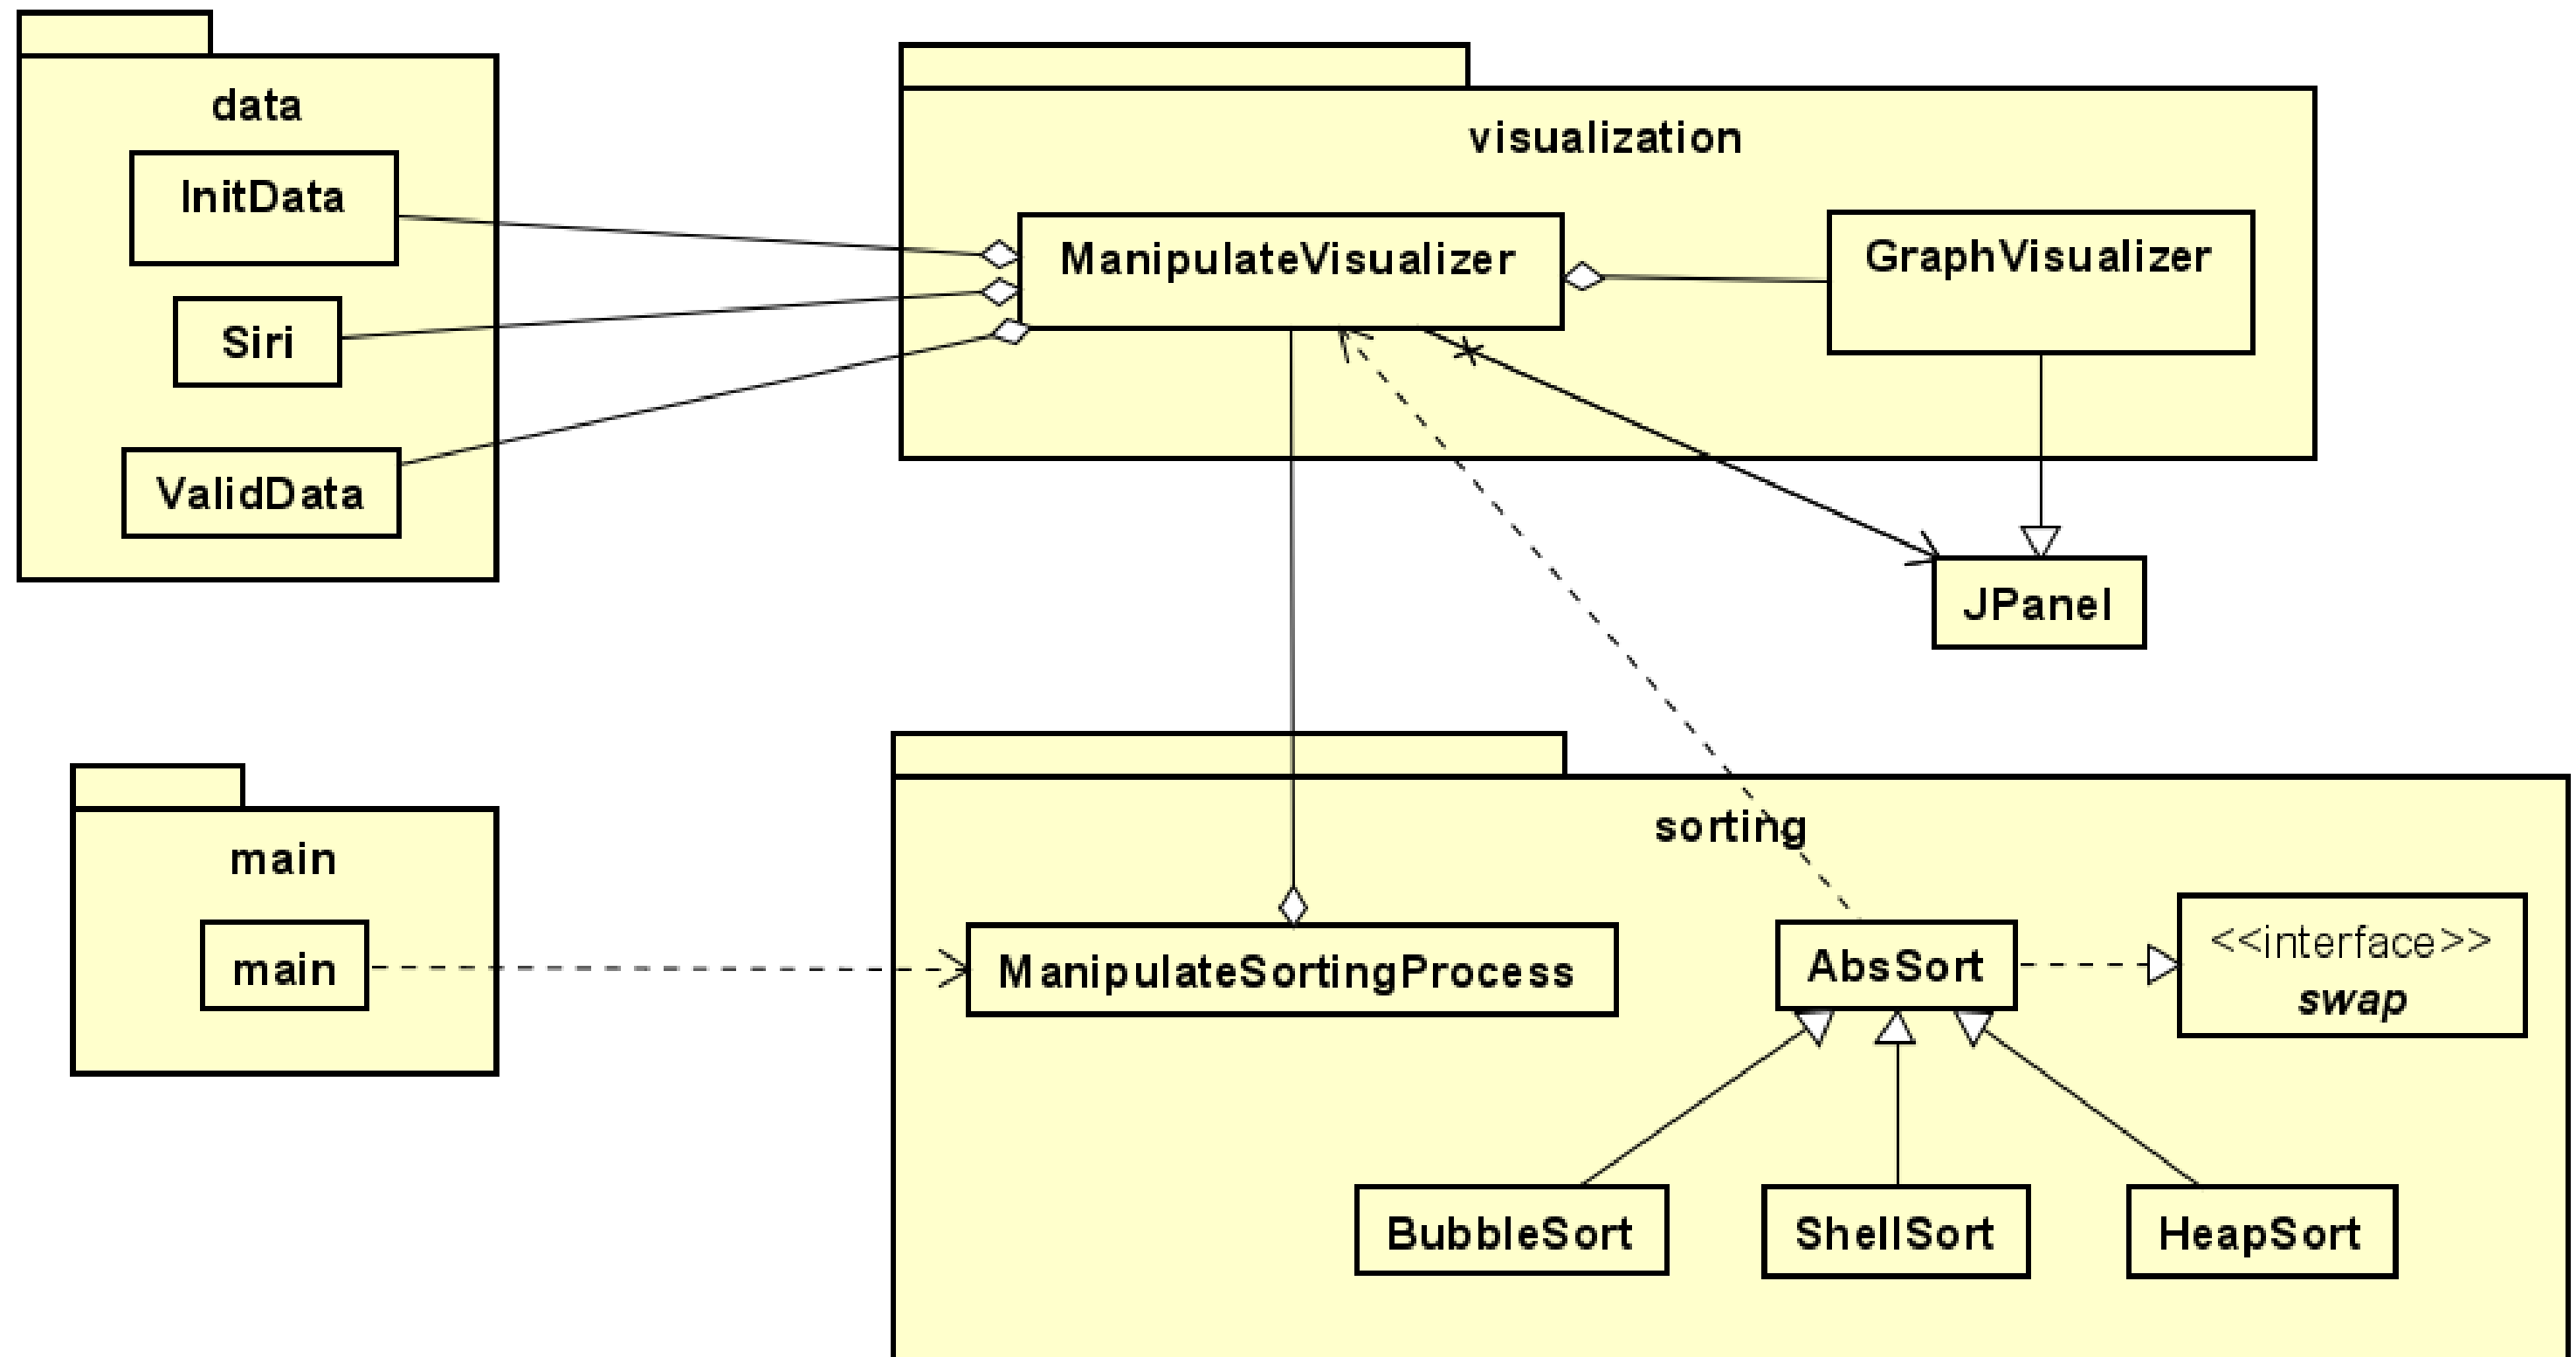 data
InitData
Siri
ValidData
visualization
ManipulateVisualizer
GraphVisualizer
JPanel
main
main
sorting
ManipulateSortingProcess
AbsSort
<<interface>>
swap
BubbleSort
ShellSort
HeapSort